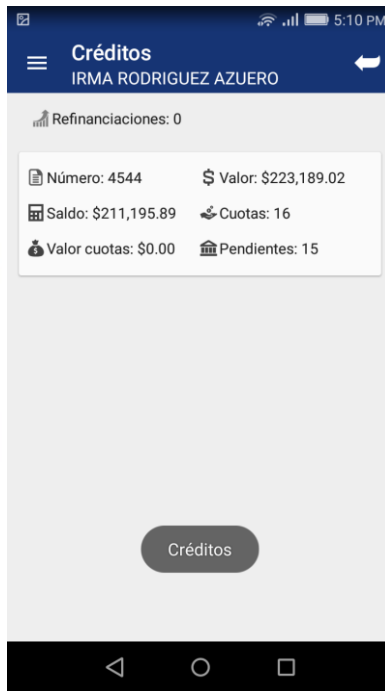 5:10 PM
Créditos
IRMA RODRIGUEZ AZUERO
Refinanciaciones: 0
Número: 4544 $ Valor: $223,189.02
Saldo: $211,195.89 Cuotas: 16
Valor cuotas: $0.00 Pendientes: 15
Créditos